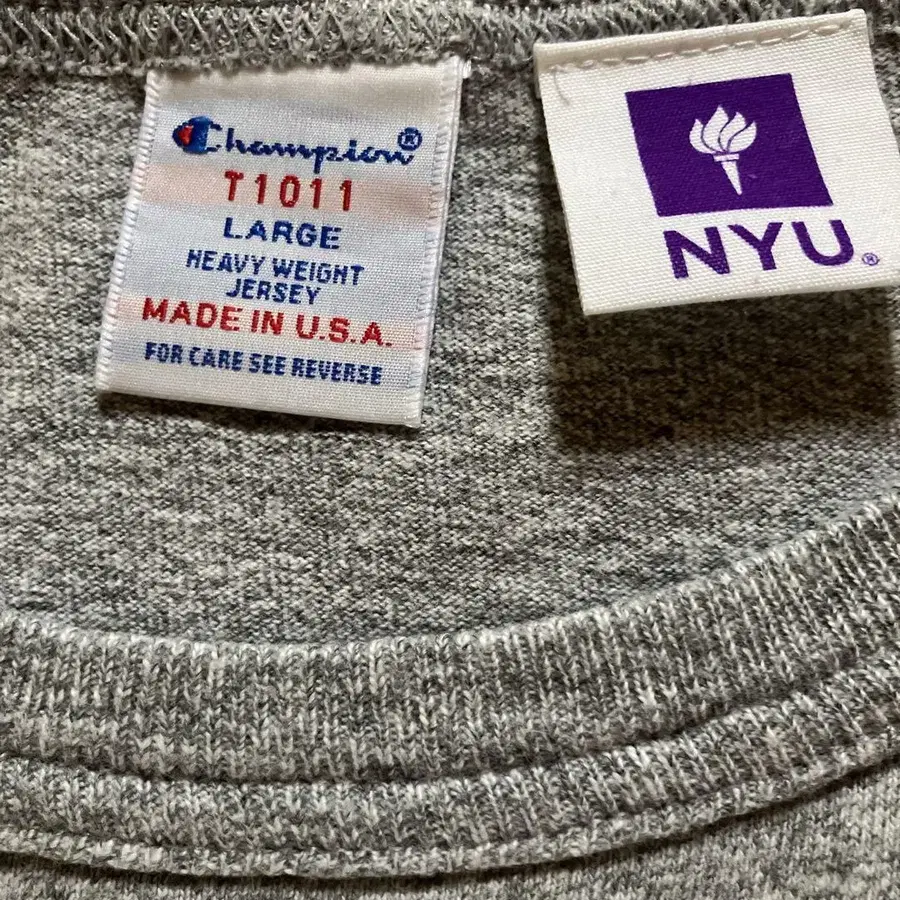 Champion®
T1011
LARGE
HEAVY WEIGHT
JERSEY
MADE IN U.S.A.
FOR CARE SEE REVERSE
NYU®